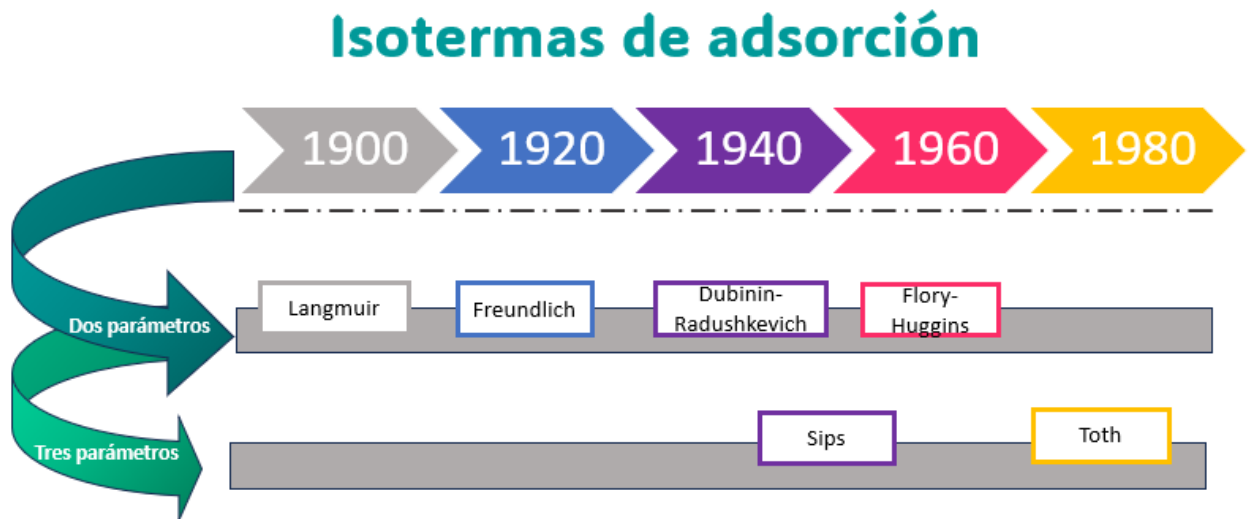 Isotermas de adsorción
1900
1920
1940
1960
1980
Dos parámetros
Langmuir
Freundlich
Dubinin-
Radushkevich
Flory-
Huggins
Tres parámetros
Sips
Toth